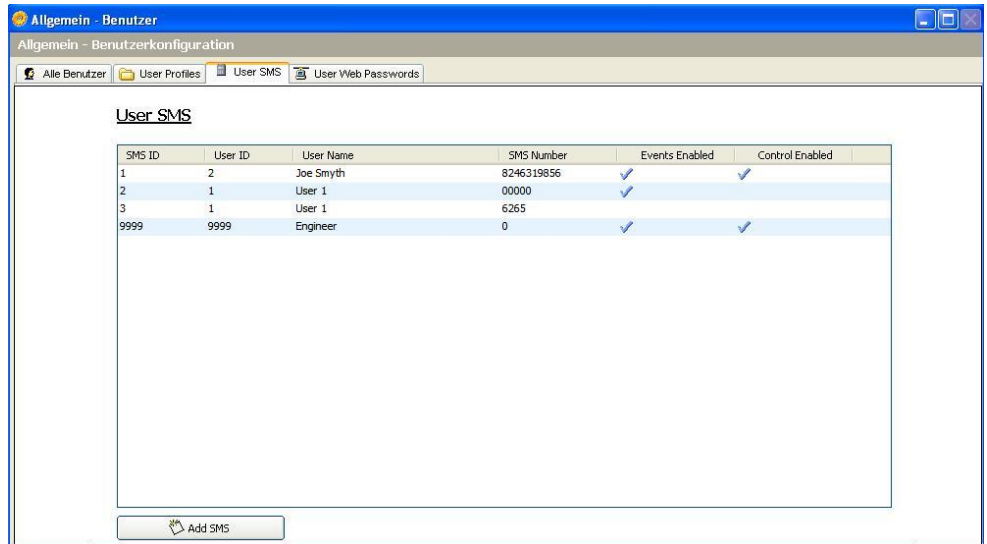 Allgemein - Benutzer
Allgemein - Benutzerkonfiguration
Alle Benutzer User Profiles User SMS User Web Passwords
User SMS
SMS ID User ID User Name SMS Number Events Enabled Control Enabled
1 2 Joe Smyth 8246319856
2 1 User 1 00000
3 1 User 1 6265
9999 9999 Engineer 0
Add SMS